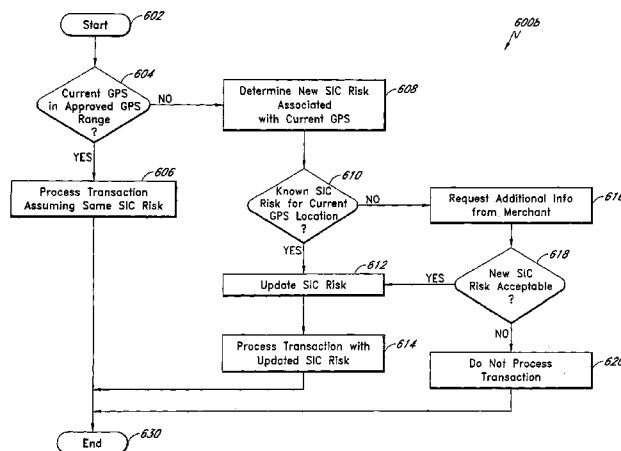 Start
602
600b
604
Current GPS
in Approved GPS
Range
?
NO
YES
Determine New SIC Risk
Associated
with Current GPS
608
606
Process Transaction
Assuming Same SIC Risk
610
Known SIC
Risk for Current
GPS Location
?
NO
YES
Request Additional Info
from Merchant
618
New SIC
Risk Acceptable
?
YES
NO
612
Update SIC Risk
Process Transaction with
Updated SIC Risk
614
Do Not Process
Transaction
620
End
630